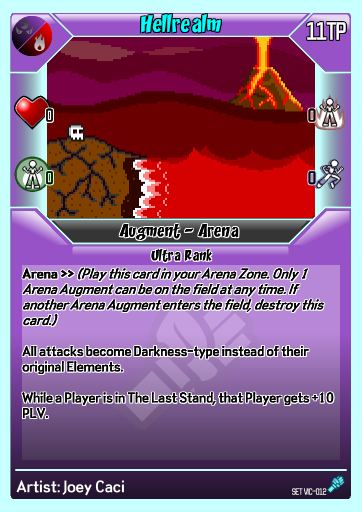 Hellrealm
11TP
0
0
0
0
Augment - Arena
Ultra Rank
Arena >> (Play this card in your Arena Zone. Only 1
Arena Augment can be on the field at any time. If
another Arena Augment enters the field, destroy this
card.)
All attacks become Darkness-type instead of their
original Elements.
While a Player is in The Last Stand, that Player gets +10
PLV.
Artist: Joey Caci
SET VIC-012